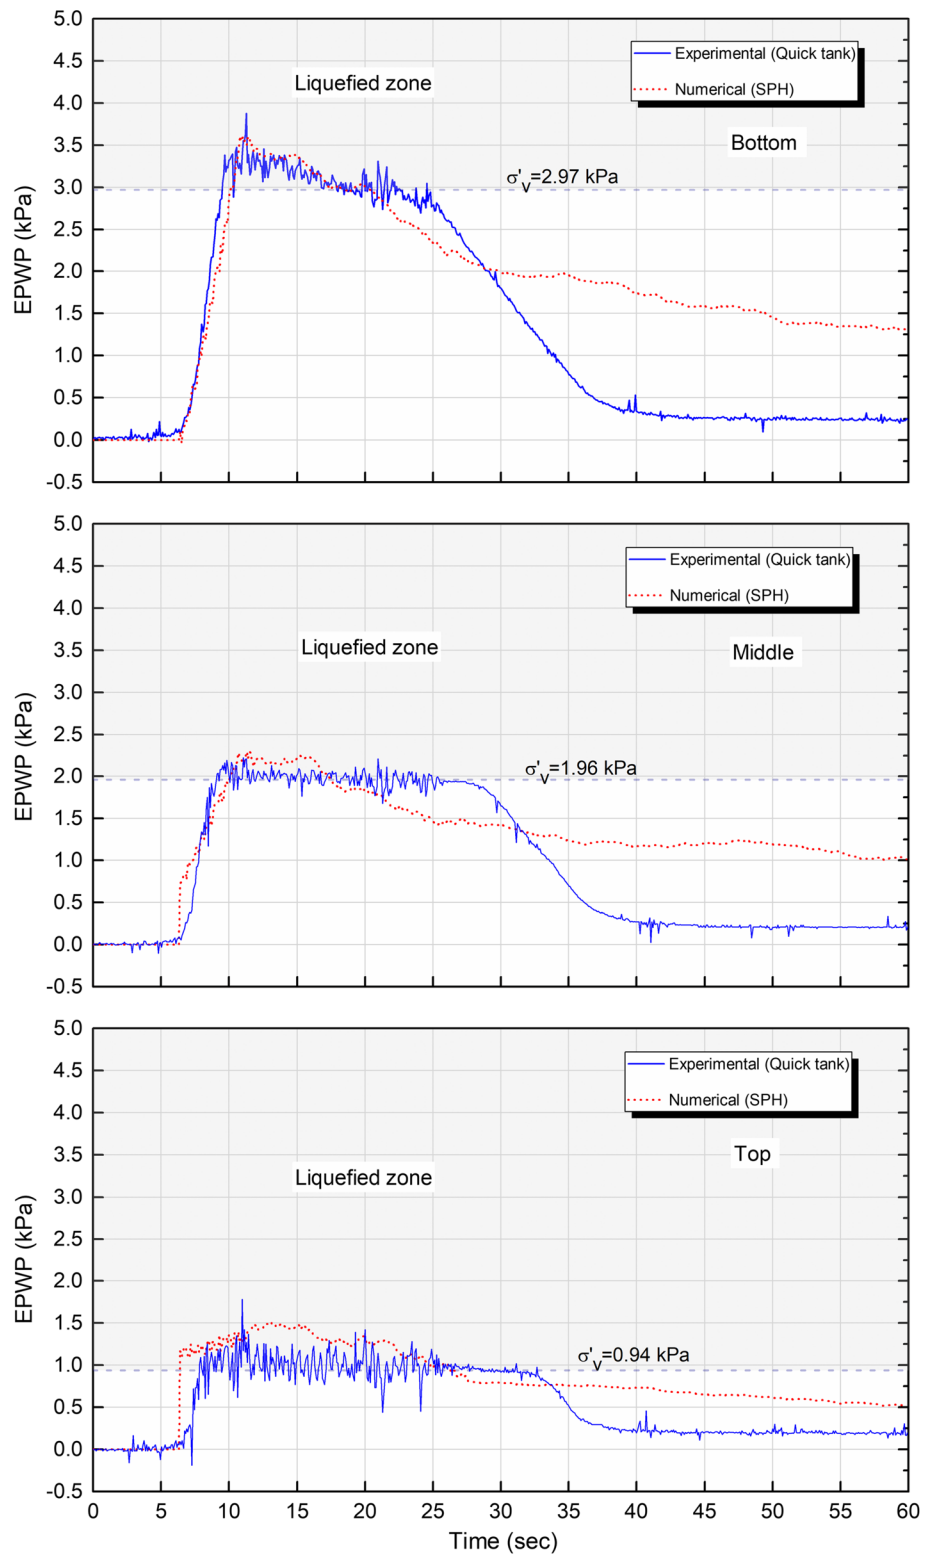 5.0
4.5
4.0
3.5
3.0
2.5
2.0
1.5
1.0
0.5
0.0
-0.5
EPWP (kPa)
Liquefied zone
Experimental (Quick tank)
Numerical (SPH)
Bottom
σ'v=2.97 kPa
5.0
4.5
4.0
3.5
3.0
2.5
2.0
1.5
1.0
0.5
0.0
-0.5
EPWP (kPa)
Liquefied zone
Experimental (Quick tank)
Numerical (SPH)
Middle
σ'v=1.96 kPa
5.0
4.5
4.0
3.5
3.0
2.5
2.0
1.5
1.0
0.5
0.0
-0.5
EPWP (kPa)
Liquefied zone
Experimental (Quick tank)
Numerical (SPH)
Top
σ'v=0.94 kPa
0 5 10 15 20 25 30 35 40 45 50 55 60
Time (sec)